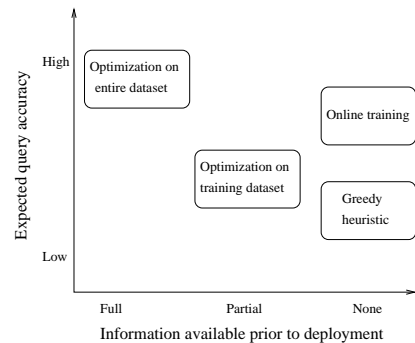 Expected query accuracy
High
Low
Optimization on
entire dataset
Optimization on
training dataset
Online training
Greedy
heuristic
Full
Partial
None
Information available prior to deployment